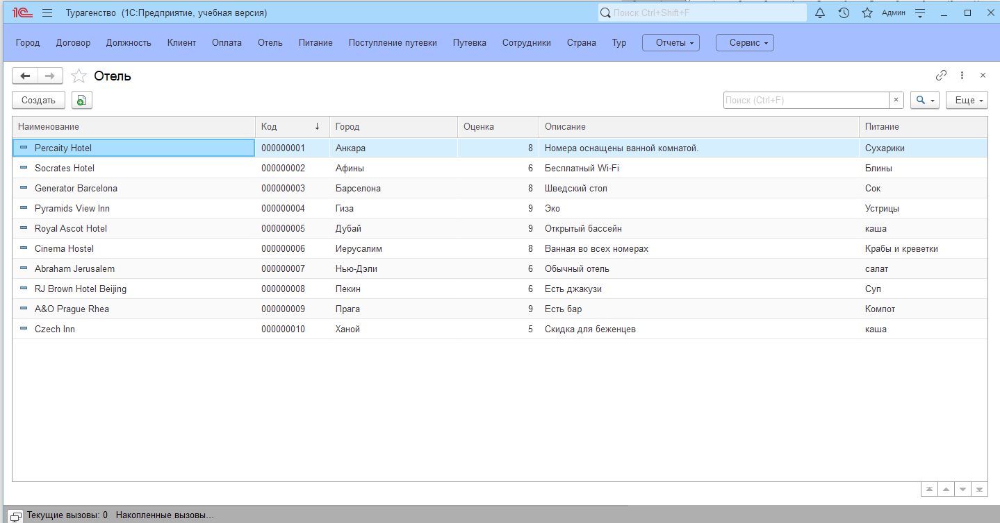 1С Турагенство (1С:Предприятие, учебная версия) Поиск Ctrl+Shift+F Админ
Город Договор Должность Клиент Оплата Отель Питание Поступление путевки Путевка Сотрудники Страна Тур Отчеты Сервис
Отель
Создать Поиск (Ctrl+F) × Еще
Наименование Код ↓ Город Оценка Описание Питание
Percaity Hotel 000000001 Анкара 8 Номера оснащены ванной комнатой. Сухарики
Socrates Hotel 000000002 Афины 6 Бесплатный Wi-Fi Блины
Generator Barcelona 000000003 Барселона 8 Шведский стол Сок
Pyramids View Inn 000000004 Гиза 9 Эко Устрицы
Royal Ascot Hotel 000000005 Дубай 9 Открытый бассейн каша
Cinema Hostel 000000006 Иерусалим 8 Ванная во всех номерах Крабы и креветки
Abraham Jerusalem 000000007 Нью-Дэли 6 Обычный отель салат
RJ Brown Hotel Beijing 000000008 Пекин 6 Есть джакузи Суп
A&O Prague Rhea 000000009 Прага 9 Есть бар Компот
Czech Inn 000000010 Ханой 5 Скидка для беженцев каша
Текущие вызовы: 0 Накопленные вызовы...